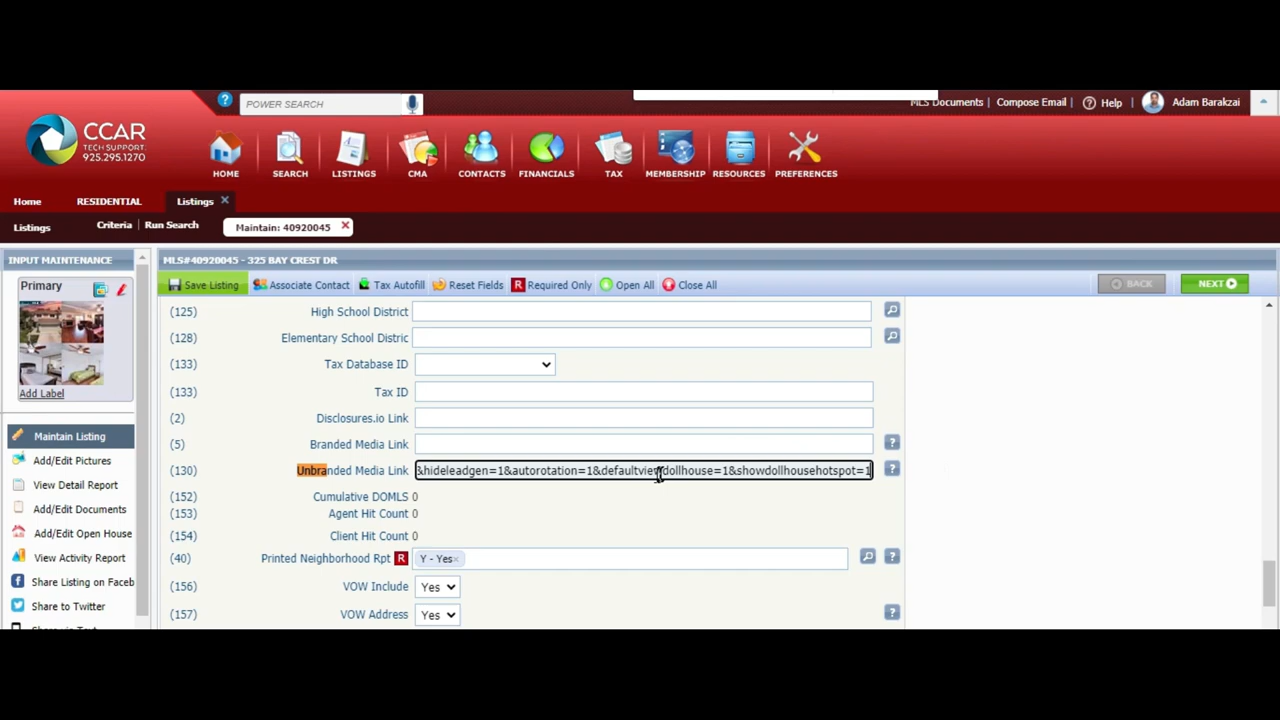 MLS Documents | Compose Email | Help | Adam Barakzai
POWER SEARCH
CCAR
TECH SUPPORT:
925.295.1270
HOME SEARCH LISTINGS CMA CONTACTS FINANCIALS TAX MEMBERSHIP RESOURCES PREFERENCES
Home RESIDENTIAL Listings
Listings Criteria | Run Search Maintain: 40920045
INPUT MAINTENANCE
MLS#40920045 - 325 BAY CREST DR
Primary
Save Listing Associate Contact Tax Autofill Reset Fields R Required Only Open All Close All BACK NEXT
(125) High School District
(128) Elementary School Distric
(133) Tax Database ID
Add Label
(133) Tax ID
(2) Disclosures.io Link
Maintain Listing
(5) Branded Media Link
Add/Edit Pictures
(130) Unbranded Media Link &hideleadgen=1&autorotation=1&defaultview dollhouse=1&showdollhousehotspot=1
View Detail Report
(152) Cumulative DOMLS 0
Add/Edit Documents
(153) Agent Hit Count 0
Add/Edit Open House
(154) Client Hit Count 0
View Activity Report
(40) Printed Neighborhood Rpt R Y - Yes×
Share Listing on Faceb
(156) VOW Include Yes
Share to Twitter
(157) VOW Address Yes